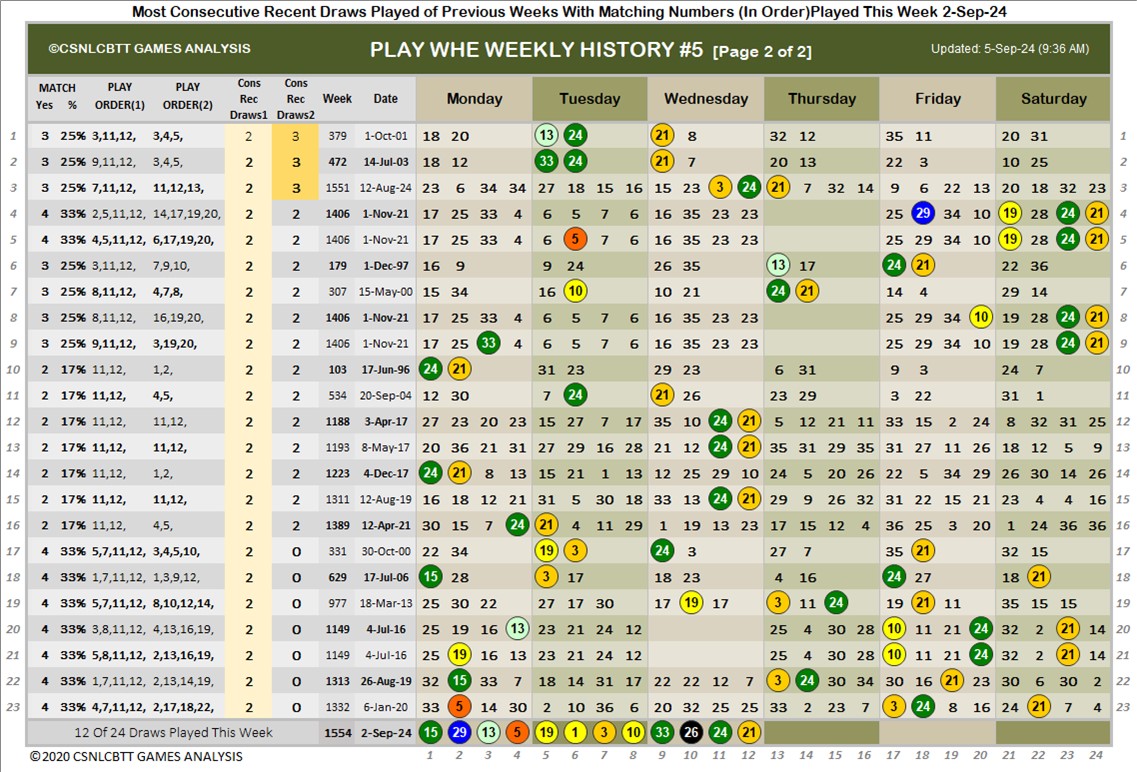 Most Consecutive Recent Draws Played of Previous Weeks With Matching Numbers (In Order)Played This Week 2-Sep-24
©CSNLCBTT GAMES ANALYSIS PLAY WHE WEEKLY HISTORY #5 [Page 2 of 2] Updated: 5-Sep-24 (9:36 AM)
MATCH Yes % PLAY ORDER(1) PLAY ORDER(2) Cons Rec Draws1 Cons Rec Draws2 Week Date Monday Tuesday Wednesday Thursday Friday Saturday
1 3 25% 3,11,12, 3,4,5, 2 3 379 1-Oct-01 18 20 13 24 21 8 32 12 35 11 20 31 1
2 3 25% 9,11,12, 3,4,5, 2 3 472 14-Jul-03 18 12 33 24 21 7 20 13 22 3 10 25 2
3 3 25% 7,11,12, 11,12,13, 2 3 1551 12-Aug-24 23 6 34 34 27 18 15 16 15 23 3 24 21 7 32 14 9 6 22 13 20 18 32 23 3
4 4 33% 2,5,11,12, 14,17,19,20, 2 2 1406 1-Nov-21 17 25 33 4 6 5 7 6 16 35 23 23 25 29 34 10 19 28 24 21 4
5 4 33% 4,5,11,12, 6,17,19,20, 2 2 1406 1-Nov-21 17 25 33 4 6 5 7 6 16 35 23 23 25 29 34 10 19 28 24 21 5
6 3 25% 3,11,12, 7,9,10, 2 2 179 1-Dec-97 16 9 9 24 26 35 13 17 24 21 22 36 6
7 3 25% 8,11,12, 4,7,8, 2 2 307 15-May-00 15 34 16 10 10 21 24 21 14 4 29 14 7
8 3 25% 8,11,12, 16,19,20, 2 2 1406 1-Nov-21 17 25 33 4 6 5 7 6 16 35 23 23 25 29 34 10 19 28 24 21 8
9 3 25% 9,11,12, 3,19,20, 2 2 1406 1-Nov-21 17 25 33 4 6 5 7 6 16 35 23 23 25 29 34 10 19 28 24 21 9
10 2 17% 11,12, 1,2, 2 2 103 17-Jun-96 24 21 31 23 29 23 6 31 9 3 24 7 10
11 2 17% 11,12, 4,5, 2 2 534 20-Sep-04 12 30 7 24 21 26 23 29 3 22 31 1 11
12 2 17% 11,12, 11,12, 2 2 1188 3-Apr-17 27 23 20 23 15 27 7 17 35 10 24 21 5 12 21 11 33 15 2 24 8 32 31 25 12
13 2 17% 11,12, 11,12, 2 2 1193 8-May-17 20 36 31 21 27 29 16 28 21 12 24 21 35 31 29 35 31 27 11 26 18 12 5 9 13
14 2 17% 11,12, 1,2, 2 2 1223 4-Dec-17 24 21 8 13 15 21 1 13 12 25 29 10 24 5 20 26 22 5 34 29 26 30 14 26 14
15 2 17% 11,12, 11,12, 2 2 1311 12-Aug-19 16 18 12 21 31 5 30 18 33 13 24 21 29 9 26 32 31 22 15 21 23 4 4 16 15
16 2 17% 11,12, 4,5, 2 2 1389 12-Apr-21 30 15 7 24 21 4 11 29 1 19 13 23 17 15 12 4 36 25 3 20 1 24 36 36 16
17 4 33% 5,7,11,12, 3,4,5,10, 2 0 331 30-Oct-00 22 34 19 3 24 3 27 7 35 21 32 15 17
18 4 33% 1,7,11,12, 1,3,9,12, 2 0 629 17-Jul-06 15 28 3 17 18 23 4 16 24 27 18 21 18
19 4 33% 5,7,11,12, 8,10,12,14, 2 0 977 18-Mar-13 25 30 22 27 17 30 17 19 17 3 11 24 19 21 11 35 15 15 19
20 4 33% 3,8,11,12, 4,13,16,19, 2 0 1149 4-Jul-16 25 19 16 13 23 21 24 12 25 4 30 28 10 11 21 24 32 2 21 14 20
21 4 33% 5,8,11,12, 2,13,16,19, 2 0 1149 4-Jul-16 25 19 16 13 23 21 24 12 25 4 30 28 10 11 21 24 32 2 21 14 21
22 4 33% 1,7,11,12, 2,13,14,19, 2 0 1313 26-Aug-19 32 15 33 7 18 14 31 17 22 22 12 7 3 24 30 34 30 16 21 23 30 6 30 2 22
23 4 33% 4,7,11,12, 2,17,18,22, 2 0 1332 6-Jan-20 33 5 14 30 2 10 36 6 20 32 25 25 33 2 23 7 3 24 8 16 24 21 7 4 23
12 Of 24 Draws Played This Week 1554 2-Sep-24 15 29 13 5 19 1 3 10 33 26 24 21
©2020 CSNLCBTT GAMES ANALYSIS 1 2 3 4 5 6 7 8 9 10 11 12 13 14 15 16 17 18 19 20 21 22 23 24